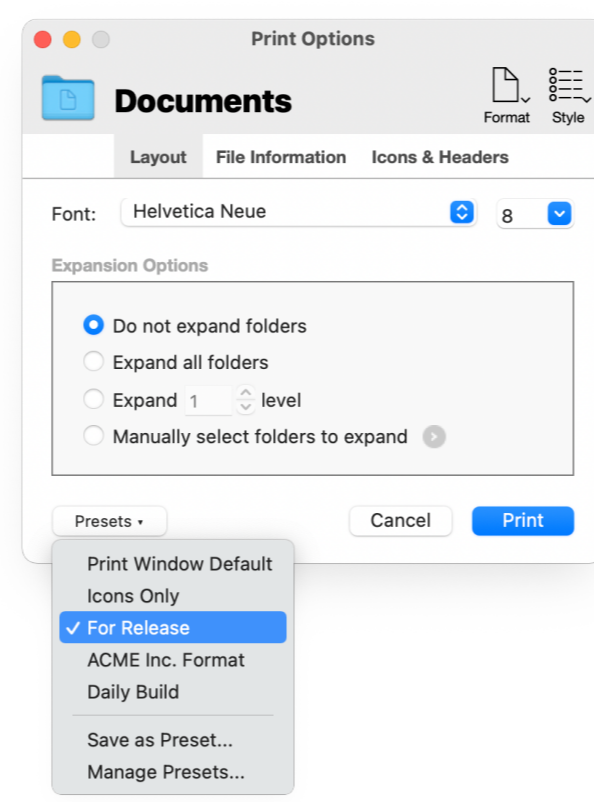 Print Options
Documents
Format Style
Layout File Information Icons & Headers
Font: Helvetica Neue 8
Expansion Options
Do not expand folders
Expand all folders
Expand 1 level
Manually select folders to expand
Presets Cancel Print
Print Window Default
Icons Only
✓ For Release
ACME Inc. Format
Daily Build
Save as Preset...
Manage Presets...